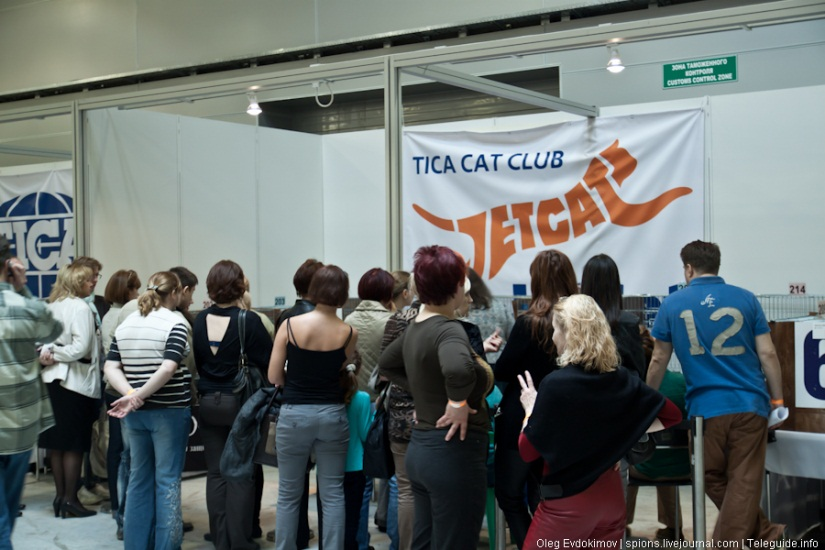 ЗОНА ТАМОЖЕННОГО
КОНТРОЛЯ
CUSTOMS CONTROL ZONE
TICA CAT CLUB
JETCAT
TICA
214
12
Oleg Evdokimov | spions.livejournal.com | Teleguide.info